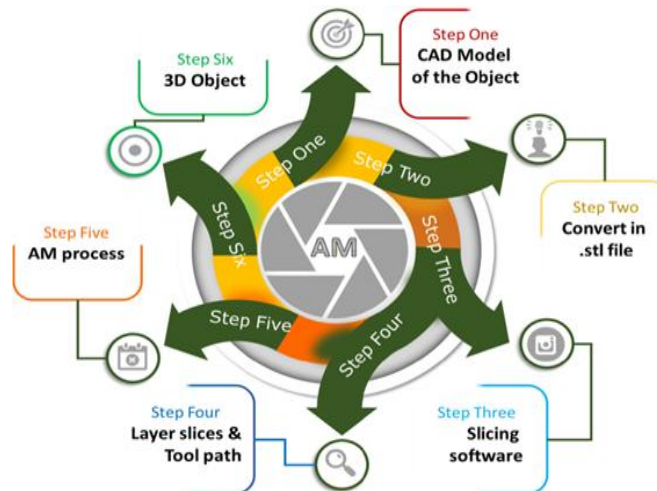 Step One
CAD Model
of the Object
Step Two
Convert in
.stl file
Step Three
Slicing
software
Step Four
Layer slices &
Tool path
Step Five
AM process
Step Six
3D Object
Step One
Step Two
Step Three
Step Four
Step Five
Step Six
AM